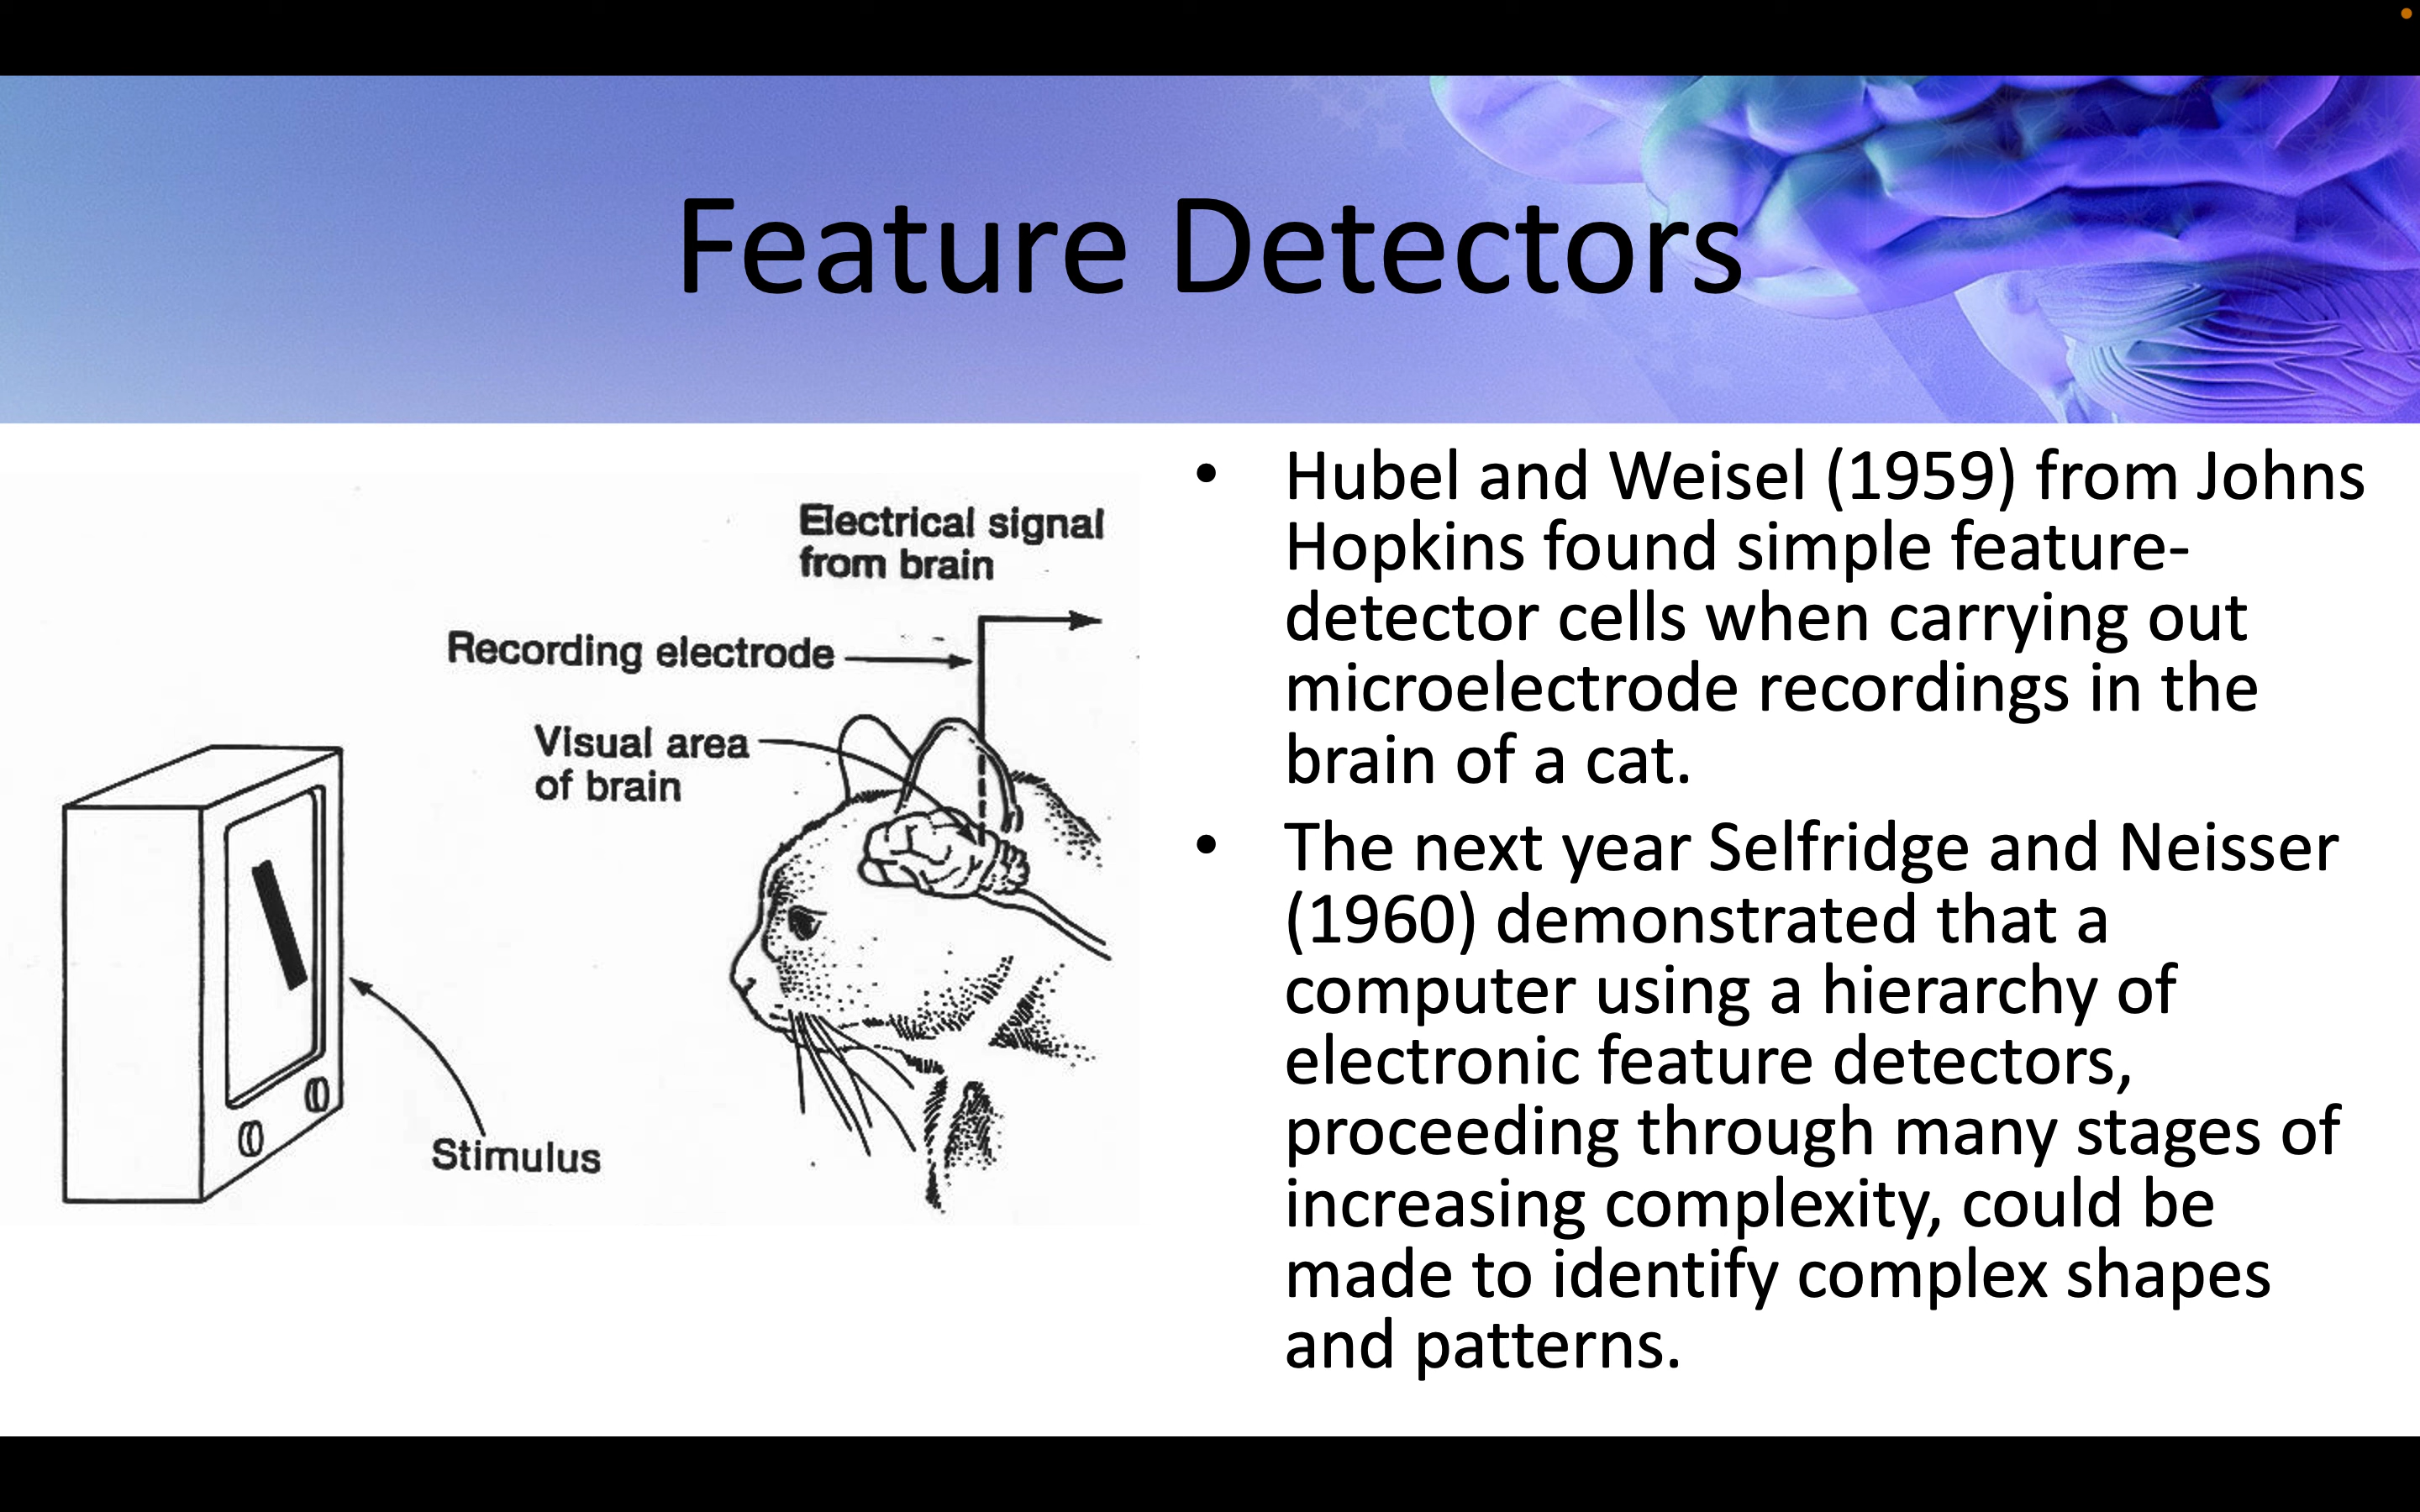 Feature Detectors
Electrical signal
from brain
Recording electrode
Visual area
of brain
Stimulus
• Hubel and Weisel (1959) from Johns
Hopkins found simple feature-
detector cells when carrying out
microelectrode recordings in the
brain of a cat.
• The next year Selfridge and Neisser
(1960) demonstrated that a
computer using a hierarchy of
electronic feature detectors,
proceeding through many stages of
increasing complexity, could be
made to identify complex shapes
and patterns.